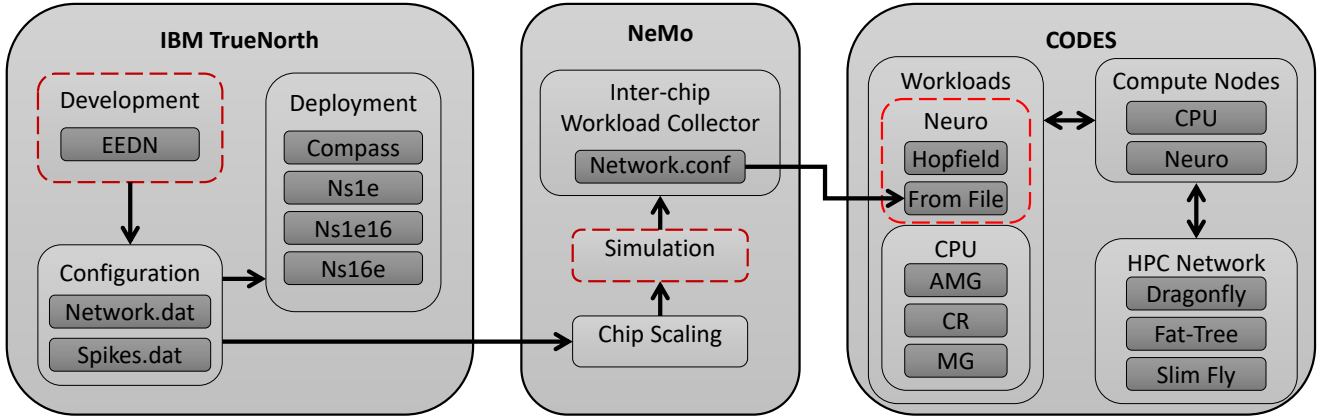 IBM TrueNorth
Development
EEDN
Deployment
Compass
Ns1e
Ns1e16
Ns16e
Configuration
Network.dat
Spikes.dat
NeMo
Inter-chip
Workload Collector
Network.conf
Simulation
Chip Scaling
CODES
Workloads
Neuro
Hopfield
From File
CPU
AMG
CR
MG
Compute Nodes
CPU
Neuro
HPC Network
Dragonfly
Fat-Tree
Slim Fly